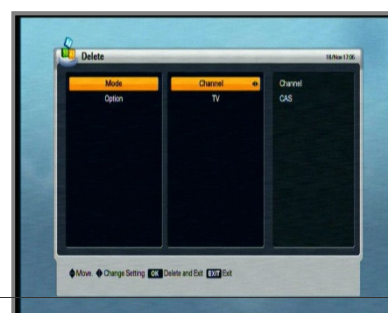 Delete
18/Nov 17:05
Mode Channel Channel
Option TV CAS
Move. Change Setting OK Delete and Exit EXIT Exit